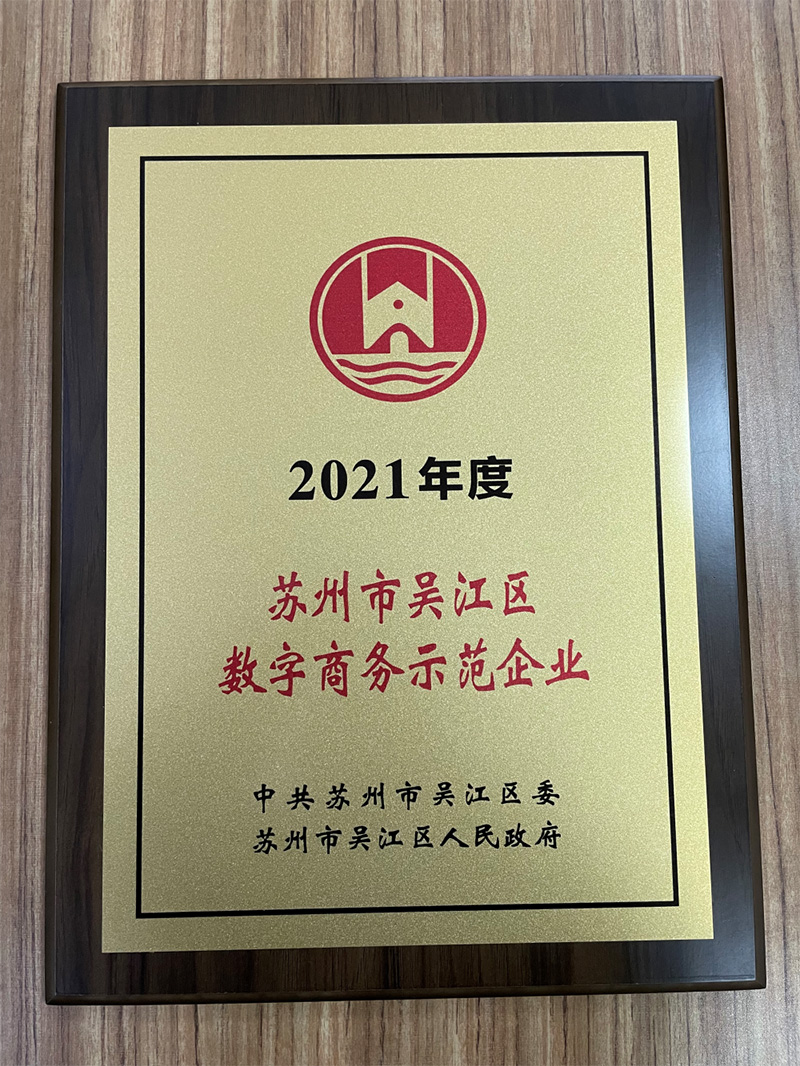 2021年度
苏州市吴江区
数字商务示范企业
中共苏州市吴江区委
苏州市吴江区人民政府